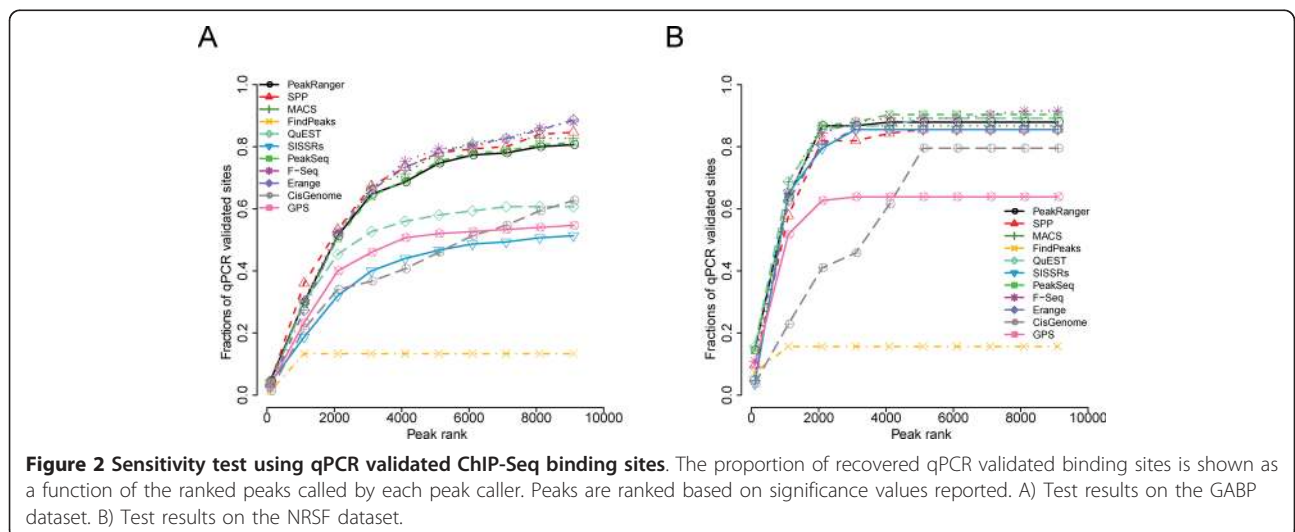 A
B
Fractions of qPCR validated sites
1.0
0.8
0.6
0.4
0.2
0.0
PeakRanger
SPP
MACS
FindPeaks
QuEST
SISSRs
PeakSeq
F-Seq
Erange
CisGenome
GPS
0 2000 4000 6000 8000 10000
Peak rank
Fractions of qPCR validated sites
1.0
0.8
0.6
0.4
0.2
0.0
PeakRanger
SPP
MACS
FindPeaks
QuEST
SISSRs
PeakSeq
F-Seq
Erange
CisGenome
GPS
0 2000 4000 6000 8000 10000
Peak rank
Figure 2 Sensitivity test using qPCR validated ChIP-Seq binding sites. The proportion of recovered qPCR validated binding sites is shown as
a function of the ranked peaks called by each peak caller. Peaks are ranked based on significance values reported. A) Test results on the GABP
dataset. B) Test results on the NRSF dataset.